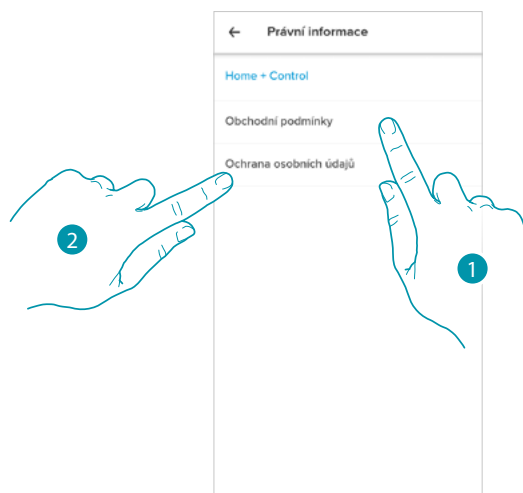 ← Právní informace
Home + Control
Obchodní podmínky
Ochrana osobních údajů
2
1